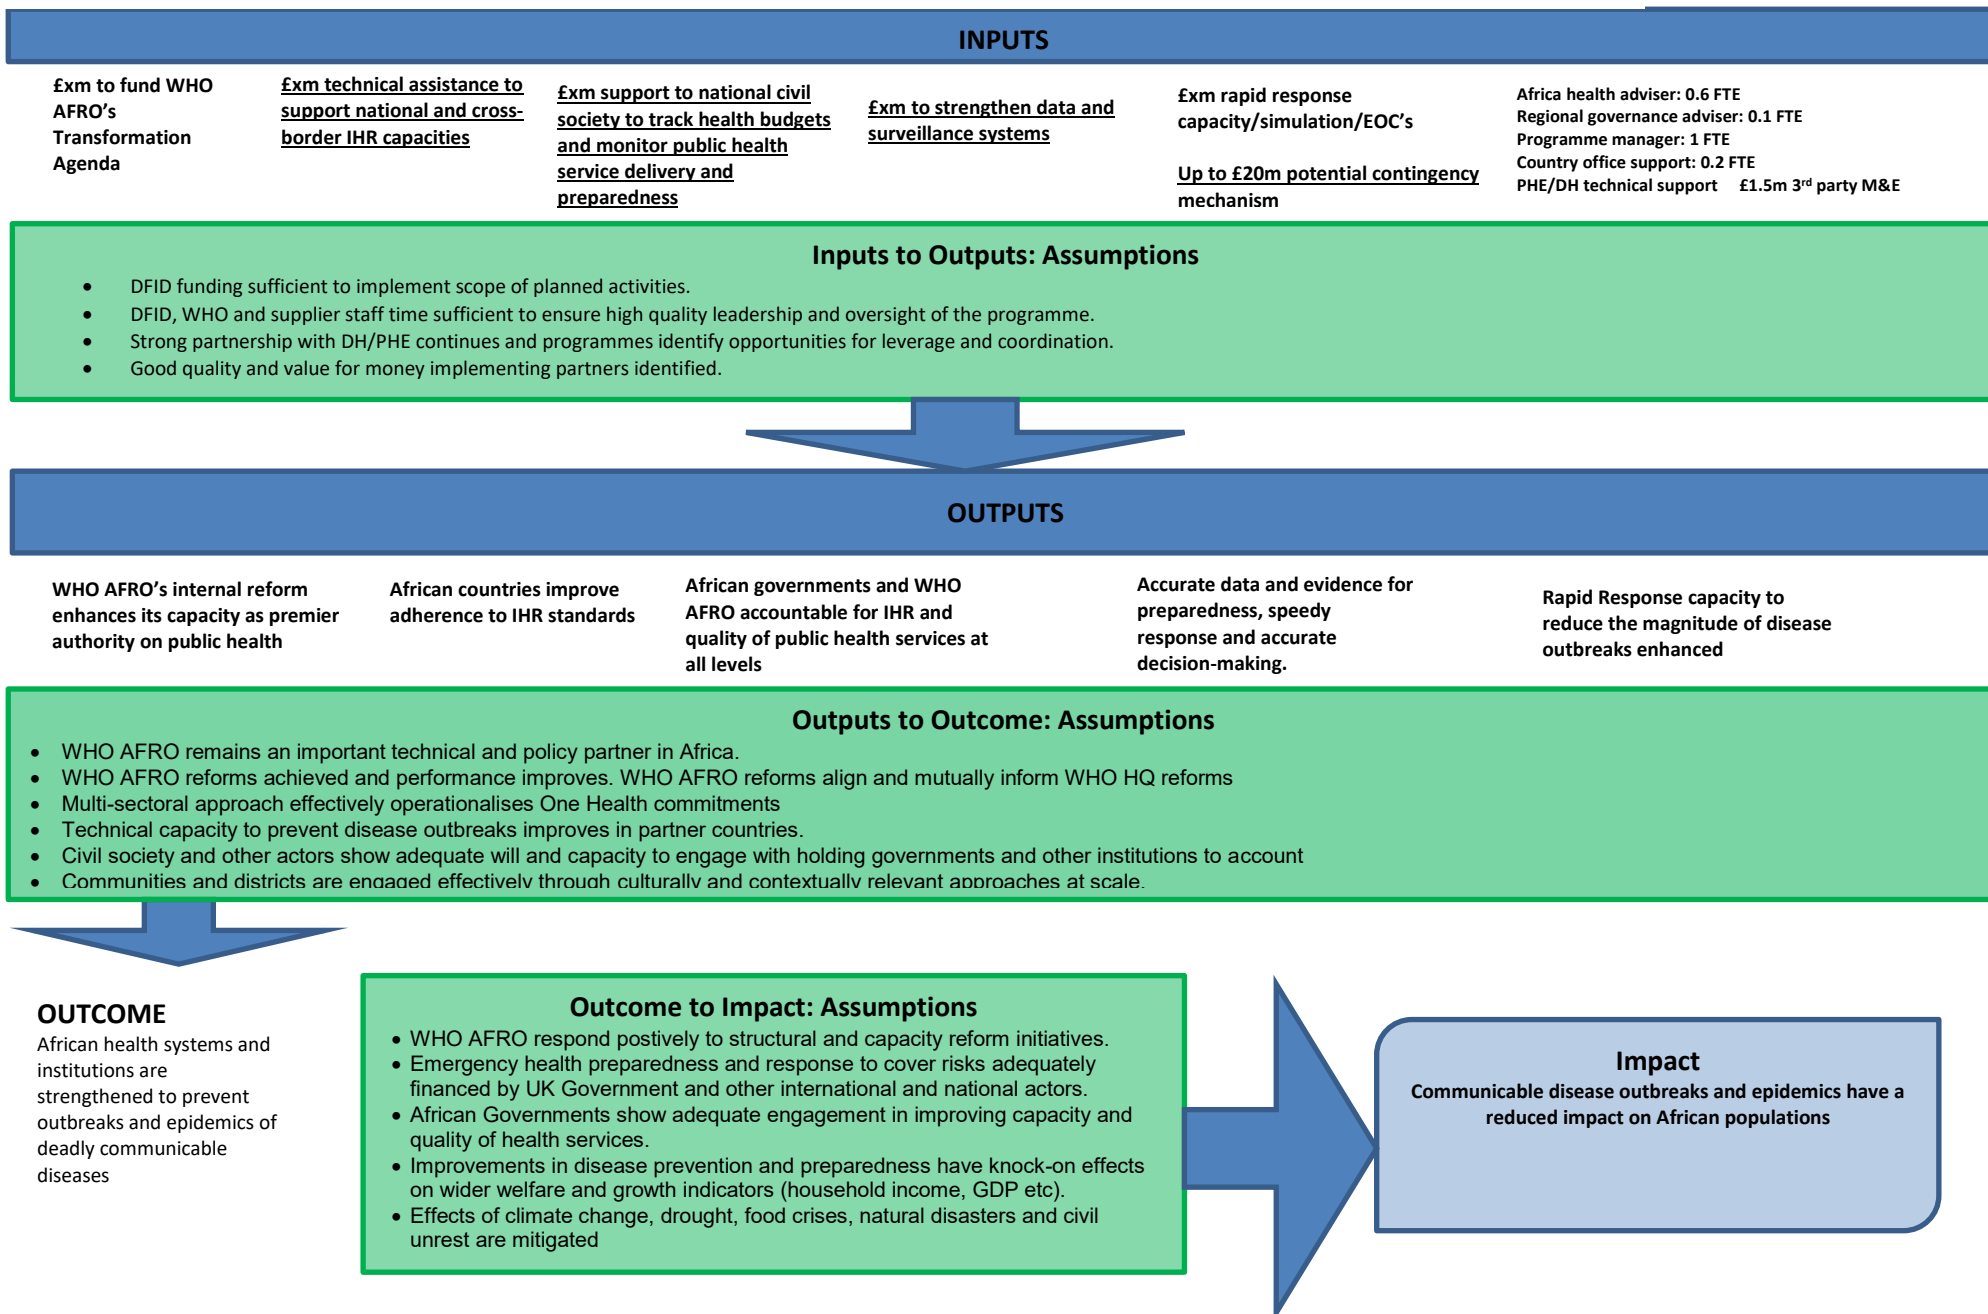 INPUTS
£xm to fund WHO
AFRO’s
Transformation
Agenda
£xm technical assistance to
support national and cross-
border IHR capacities
£xm support to national civil
society to track health budgets
and monitor public health
service delivery and
preparedness
£xm to strengthen data and
surveillance systems
£xm rapid response
capacity/simulation/EOC’s
Up to £20m potential contingency
mechanism
Africa health adviser: 0.6 FTE
Regional governance adviser: 0.1 FTE
Programme manager: 1 FTE
Country office support: 0.2 FTE
PHE/DH technical support £1.5m 3rd party M&E
Inputs to Outputs: Assumptions
• DFID funding sufficient to implement scope of planned activities.
• DFID, WHO and supplier staff time sufficient to ensure high quality leadership and oversight of the programme.
• Strong partnership with DH/PHE continues and programmes identify opportunities for leverage and coordination.
• Good quality and value for money implementing partners identified.
OUTPUTS
WHO AFRO’s internal reform
enhances its capacity as premier
authority on public health
African countries improve
adherence to IHR standards
African governments and WHO
AFRO accountable for IHR and
quality of public health services at
all levels
Accurate data and evidence for
preparedness, speedy
response and accurate
decision-making.
Rapid Response capacity to
reduce the magnitude of disease
outbreaks enhanced
Outputs to Outcome: Assumptions
• WHO AFRO remains an important technical and policy partner in Africa.
• WHO AFRO reforms achieved and performance improves. WHO AFRO reforms align and mutually inform WHO HQ reforms
• Multi-sectoral approach effectively operationalises One Health commitments
• Technical capacity to prevent disease outbreaks improves in partner countries.
• Civil society and other actors show adequate will and capacity to engage with holding governments and other institutions to account
• Communities and districts are engaged effectively through culturally and contextually relevant approaches at scale.
OUTCOME
African health systems and
institutions are
strengthened to prevent
outbreaks and epidemics of
deadly communicable
diseases
Outcome to Impact: Assumptions
• WHO AFRO respond postively to structural and capacity reform initiatives.
• Emergency health preparedness and response to cover risks adequately
financed by UK Government and other international and national actors.
• African Governments show adequate engagement in improving capacity and
quality of health services.
• Improvements in disease prevention and preparedness have knock-on effects
on wider welfare and growth indicators (household income, GDP etc).
• Effects of climate change, drought, food crises, natural disasters and civil
unrest are mitigated
Impact
Communicable disease outbreaks and epidemics have a
reduced impact on African populations